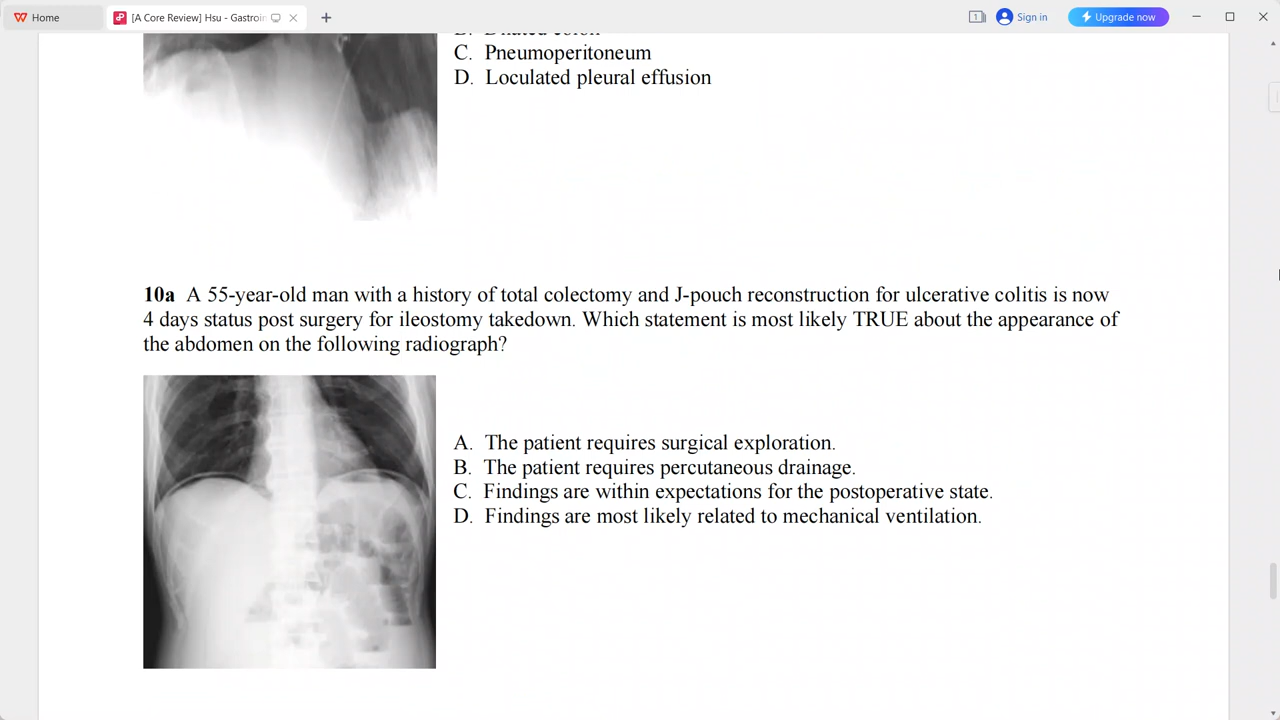 Home
[A Core Review] Hsu - Gastroin
1
Sign in
Upgrade now
C. Pneumoperitoneum
D. Loculated pleural effusion
10a A 55-year-old man with a history of total colectomy and J-pouch reconstruction for ulcerative colitis is now
4 days status post surgery for ileostomy takedown. Which statement is most likely TRUE about the appearance of
the abdomen on the following radiograph?
A. The patient requires surgical exploration.
B. The patient requires percutaneous drainage.
C. Findings are within expectations for the postoperative state.
D. Findings are most likely related to mechanical ventilation.